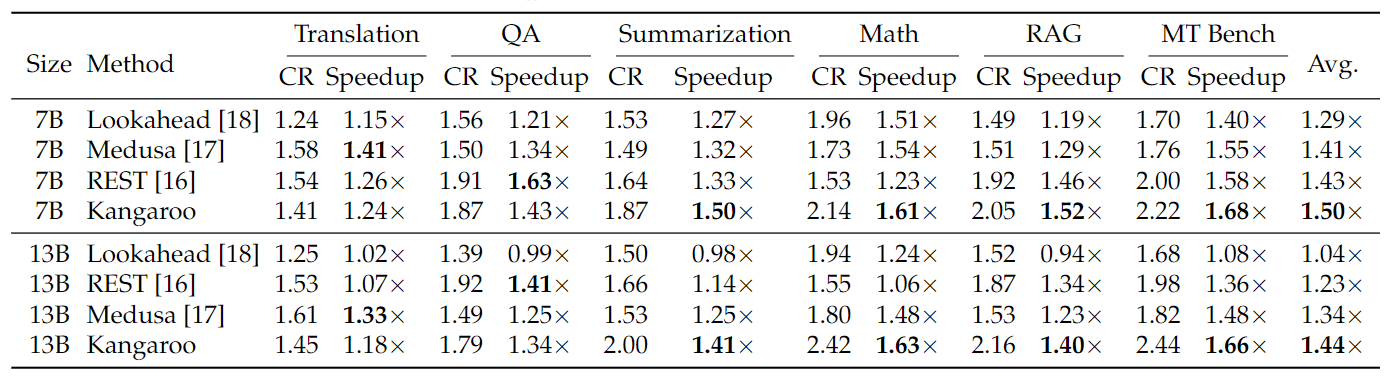 Translation QA Summarization Math RAG MT Bench
Size Method Avg.
CR Speedup CR Speedup CR Speedup CR Speedup CR Speedup CR Speedup
7B Lookahead [18] 1.24 1.15× 1.56 1.21× 1.53 1.27× 1.96 1.51× 1.49 1.19× 1.70 1.40× 1.29×
7B Medusa [17] 1.58 1.41× 1.50 1.34× 1.49 1.32× 1.73 1.54× 1.51 1.29× 1.76 1.55× 1.41×
7B REST [16] 1.54 1.26× 1.91 1.63× 1.64 1.33× 1.53 1.23× 1.92 1.46× 2.00 1.58× 1.43×
7B Kangaroo 1.41 1.24× 1.87 1.43× 1.87 1.50× 2.14 1.61× 2.05 1.52× 2.22 1.68× 1.50×
13B Lookahead [18] 1.25 1.02× 1.39 0.99× 1.50 0.98× 1.94 1.24× 1.52 0.94× 1.68 1.08× 1.04×
13B REST [16] 1.53 1.07× 1.92 1.41× 1.66 1.14× 1.55 1.06× 1.87 1.34× 1.98 1.36× 1.23×
13B Medusa [17] 1.61 1.33× 1.49 1.25× 1.53 1.25× 1.80 1.48× 1.53 1.23× 1.82 1.48× 1.34×
13B Kangaroo 1.45 1.18× 1.79 1.34× 2.00 1.41× 2.42 1.63× 2.16 1.40× 2.44 1.66× 1.44×